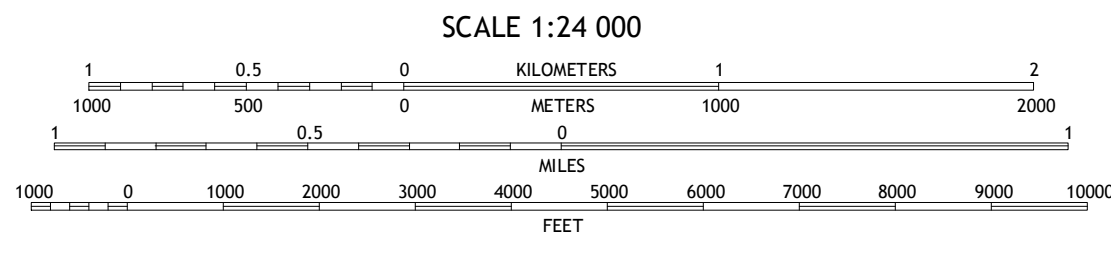 SCALE 1:24 000
1 0.5 0 KILOMETERS 1 2
1000 500 0 METERS 1000 2000
1 0.5 0 1
MILES
1000 0 1000 2000 3000 4000 5000 6000 7000 8000 9000 10000
FEET